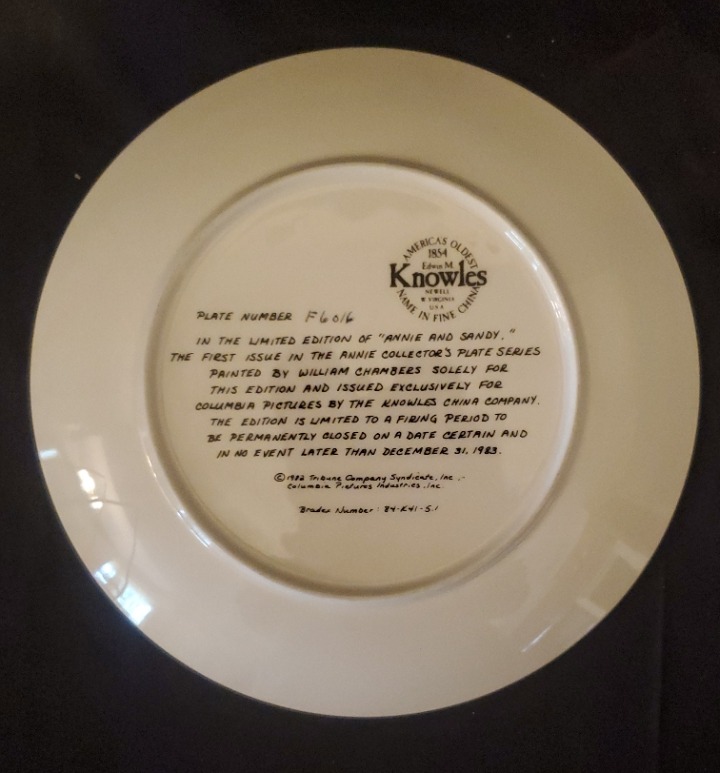 AMERICA'S OLDEST
1854
Edwin M.
Knowles
NEWELL
W. VIRGINIA
U.S.A
NAME IN FINE CHINA
PLATE NUMBER F6016
IN THE LIMITED EDITION OF "ANNIE AND SANDY,"
THE FIRST ISSUE IN THE ANNIE COLLECTOR'S PLATE SERIES
PAINTED BY WILLIAM CHAMBERS SOLELY FOR
THIS EDITION AND ISSUED EXCLUSIVELY FOR
COLUMBIA PICTURES BY THE KNOWLES CHINA COMPANY.
THE EDITION IS LIMITED TO A FIRING PERIOD TO
BE PERMANENTLY CLOSED ON A DATE CERTAIN AND
IN NO EVENT LATER THAN DECEMBER 31, 1983.
©1982 Tribune Company Syndicate, Inc.,-
Columbia Pictures Industries, Inc.
Bradex Number: 84-K41-5.1